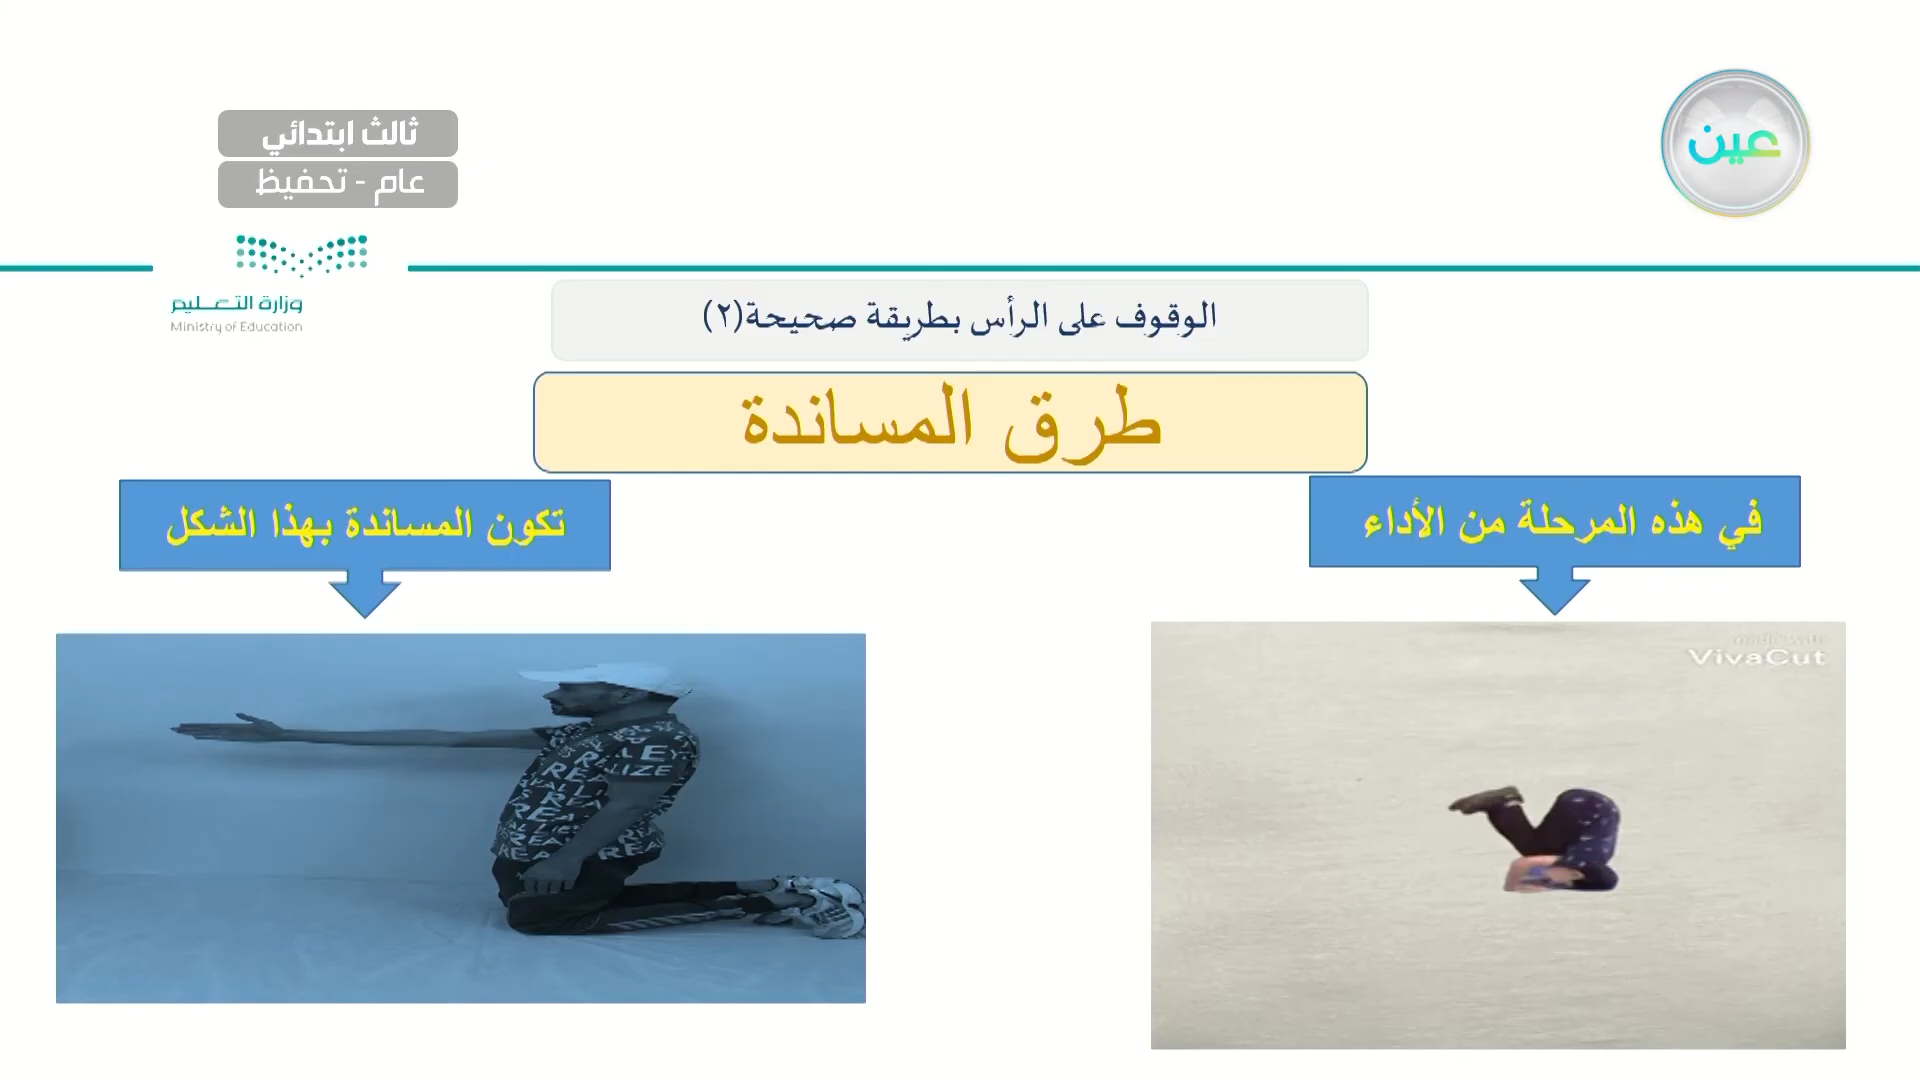 ثالث ابتدائي
عام - تحفيظ
عين
وزارة التعليم
Ministry of Education
الوقوف على الرأس بطريقة صحيحة(٢)
طرق المساندة
في هذه المرحلة من الأداء
تكون المساندة بهذا الشكل
made with
VivaCut